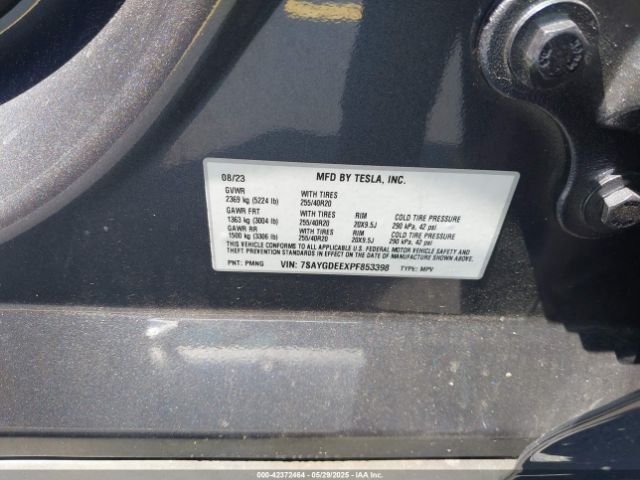 08/23 MFD BY TESLA, INC.
GVWR WITH TIRES
2369 kg (5224 lb) 255/40R20
GAWR FRT WITH TIRES RIM COLD TIRE PRESSURE
1363 kg (3004 lb) 255/40R20 20X9.5J 290 kPa, 42 psi
GAWR RR WITH TIRES RIM COLD TIRE PRESSURE
1500 kg (3306 lb) 255/40R20 20X9.5J 290 kPa, 42 psi
THIS VEHICLE CONFORMS TO ALL APPLICABLE U.S. FEDERAL MOTOR VEHICLE SAFETY AND
THEFT PREVENTION STANDARDS IN EFFECT ON THE DATE OF MANUFACTURE SHOWN ABOVE.
PNT: PMNG VIN: 7SAYGDEEXPF853398 TYPE: MPV
000-42372464 - 05/29/2025 - IAAI.COM